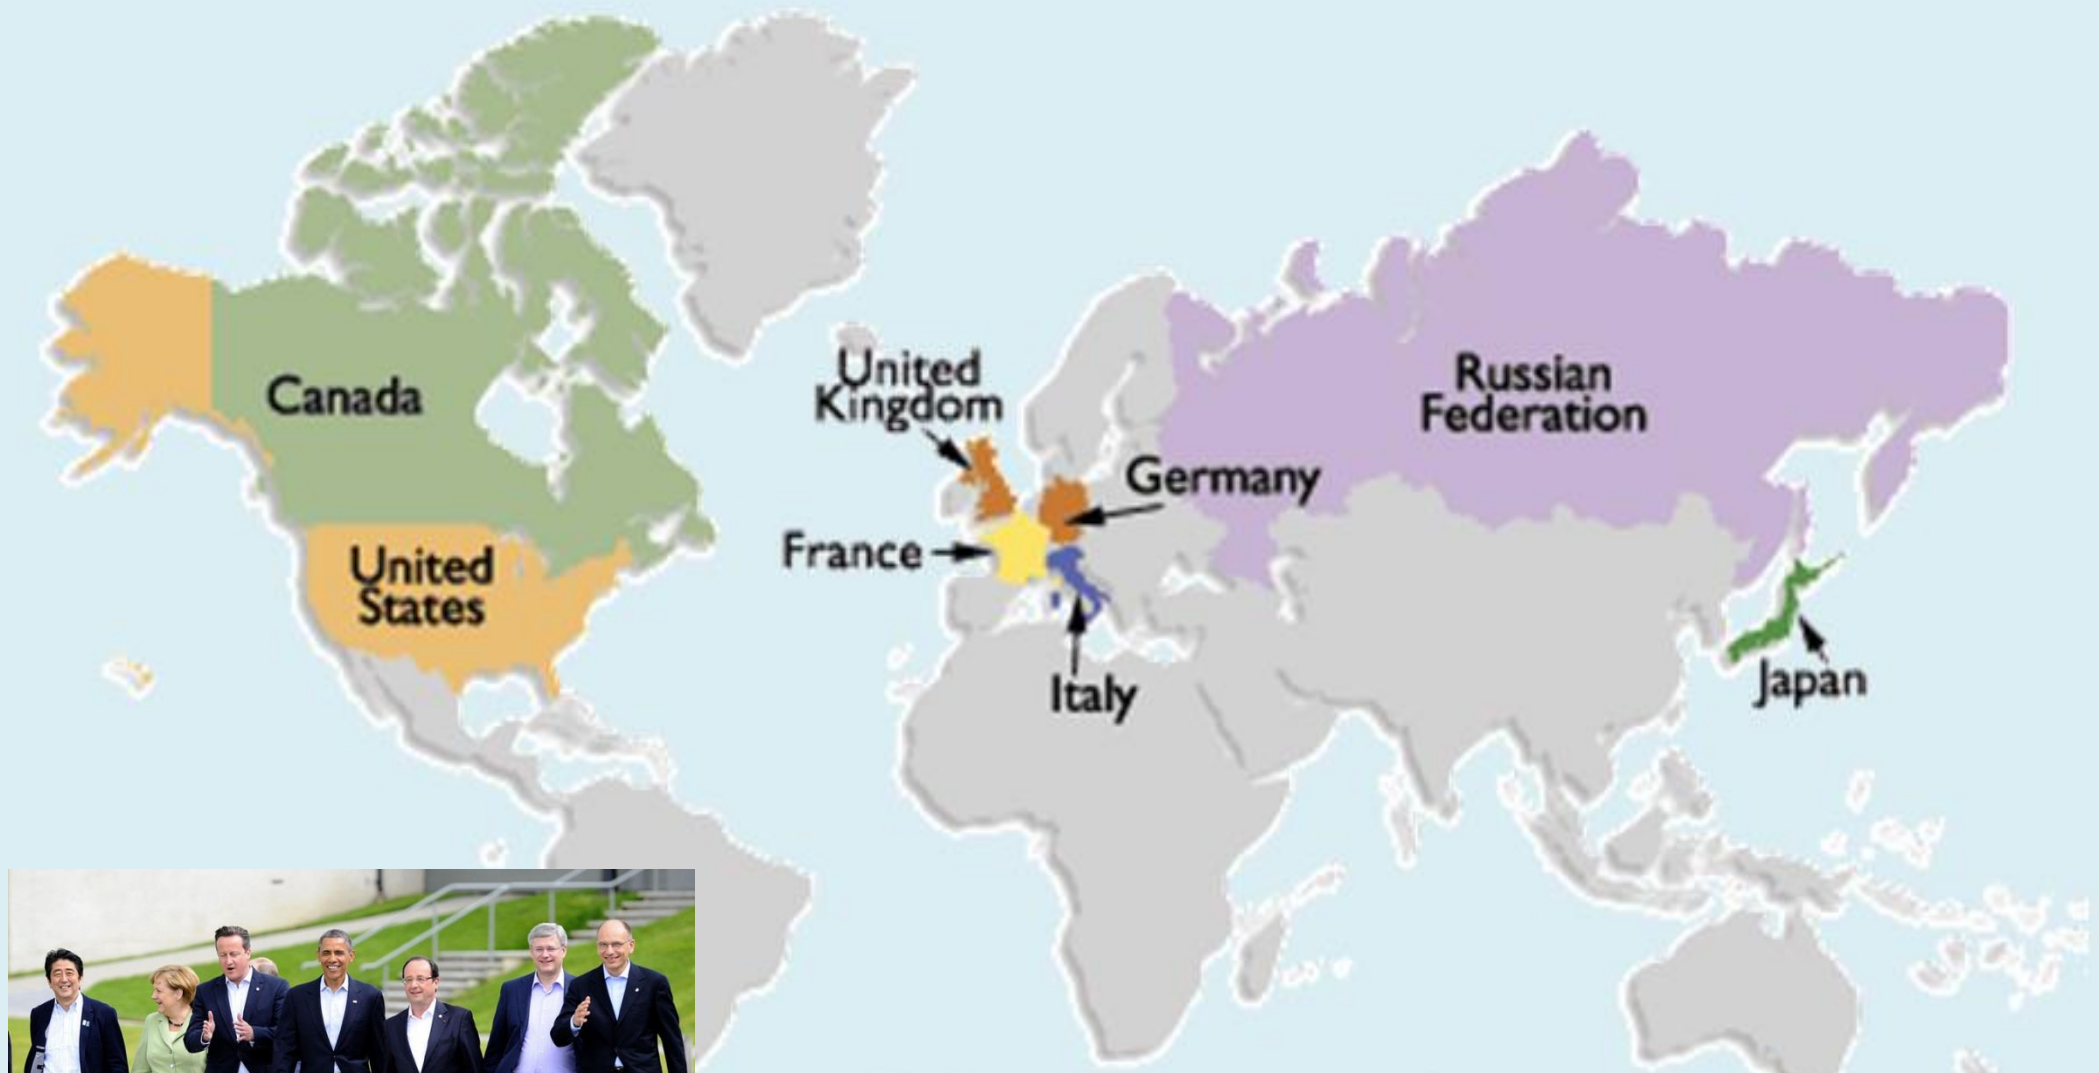 Canada
United
States
United
Kingdom
France
Germany
Italy
Russian
Federation
Japan